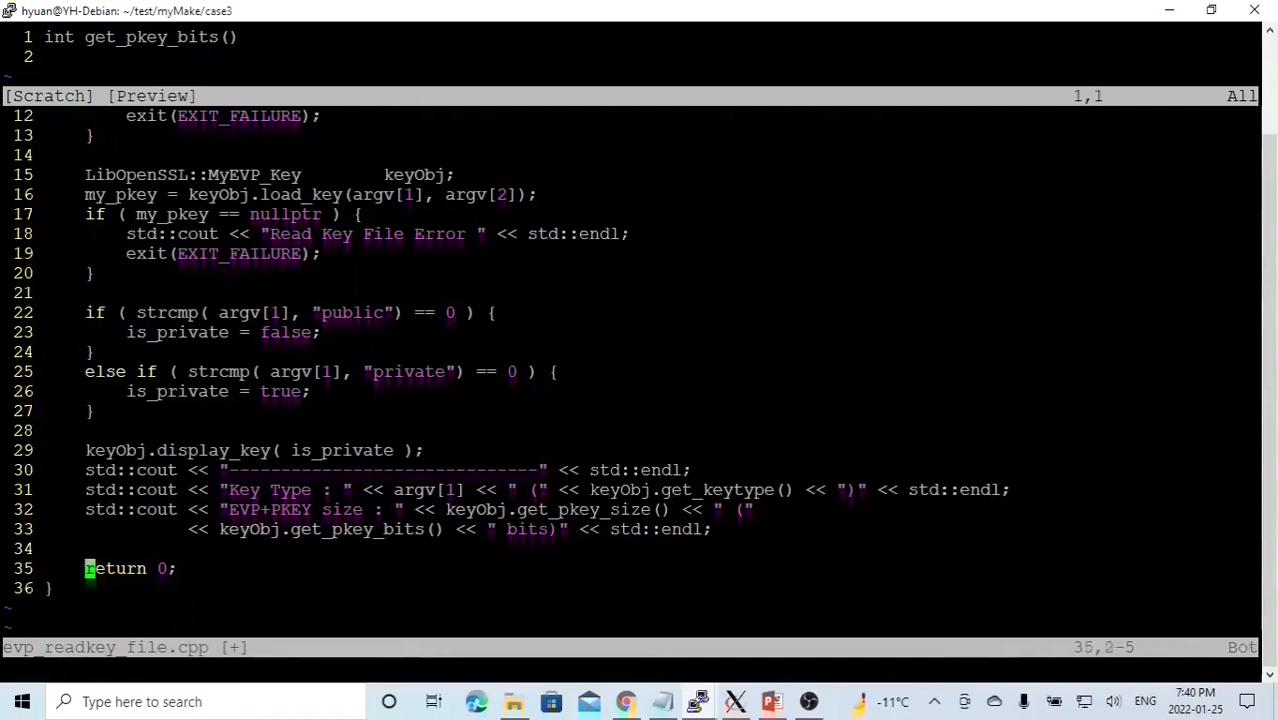 hyuan@YH-Debian: ~/test/myMake/case3
1 int get_pkey_bits()
2
~
[Scratch] [Preview] 1,1 All
12 exit(EXIT_FAILURE);
13 }
14
15 LibOpenSSL::MyEVP_Key keyObj;
16 my_pkey = keyObj.load_key(argv[1], argv[2]);
17 if ( my_pkey == nullptr ) {
18 std::cout << "Read Key File Error " << std::endl;
19 exit(EXIT_FAILURE);
20 }
21
22 if ( strcmp( argv[1], "public") == 0 ) {
23 is_private = false;
24 }
25 else if ( strcmp( argv[1], "private") == 0 ) {
26 is_private = true;
27 }
28
29 keyObj.display_key( is_private );
30 std::cout << "------------------------------" << std::endl;
31 std::cout << "Key Type : " << argv[1] << " (" << keyObj.get_keytype() << ")" << std::endl;
32 std::cout << "EVP+PKEY size : " << keyObj.get_pkey_size() << " ("
33 << keyObj.get_pkey_bits() << " bits)" << std::endl;
34
35 return 0;
36 }
~
~
evp_readkey_file.cpp [+] 35,2-5 Bot
Type here to search
-11°C
ENG
7:40 PM
2022-01-25